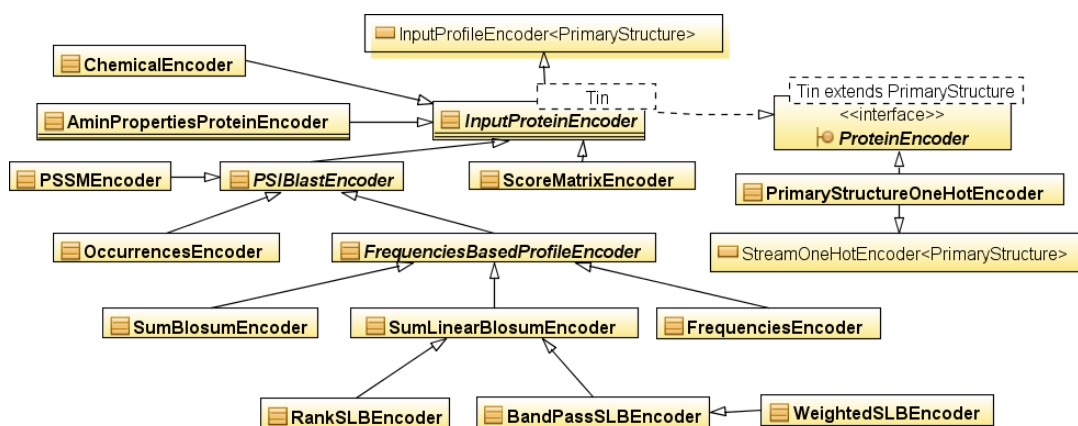 InputProfileEncoder<PrimaryStructure>
ChemicalEncoder
Tin
Tin extends PrimaryStructure
<<interface>>
AminPropertiesProteinEncoder
InputProteinEncoder
ProteinEncoder
PSSMEncoder
PSIBlastEncoder
ScoreMatrixEncoder
PrimaryStructureOneHotEncoder
OccurrencesEncoder
FrequenciesBasedProfileEncoder
StreamOneHotEncoder<PrimaryStructure>
SumBlosumEncoder
SumLinearBlosumEncoder
FrequenciesEncoder
RankSLBEncoder
BandPassSLBEncoder
WeightedSLBEncoder